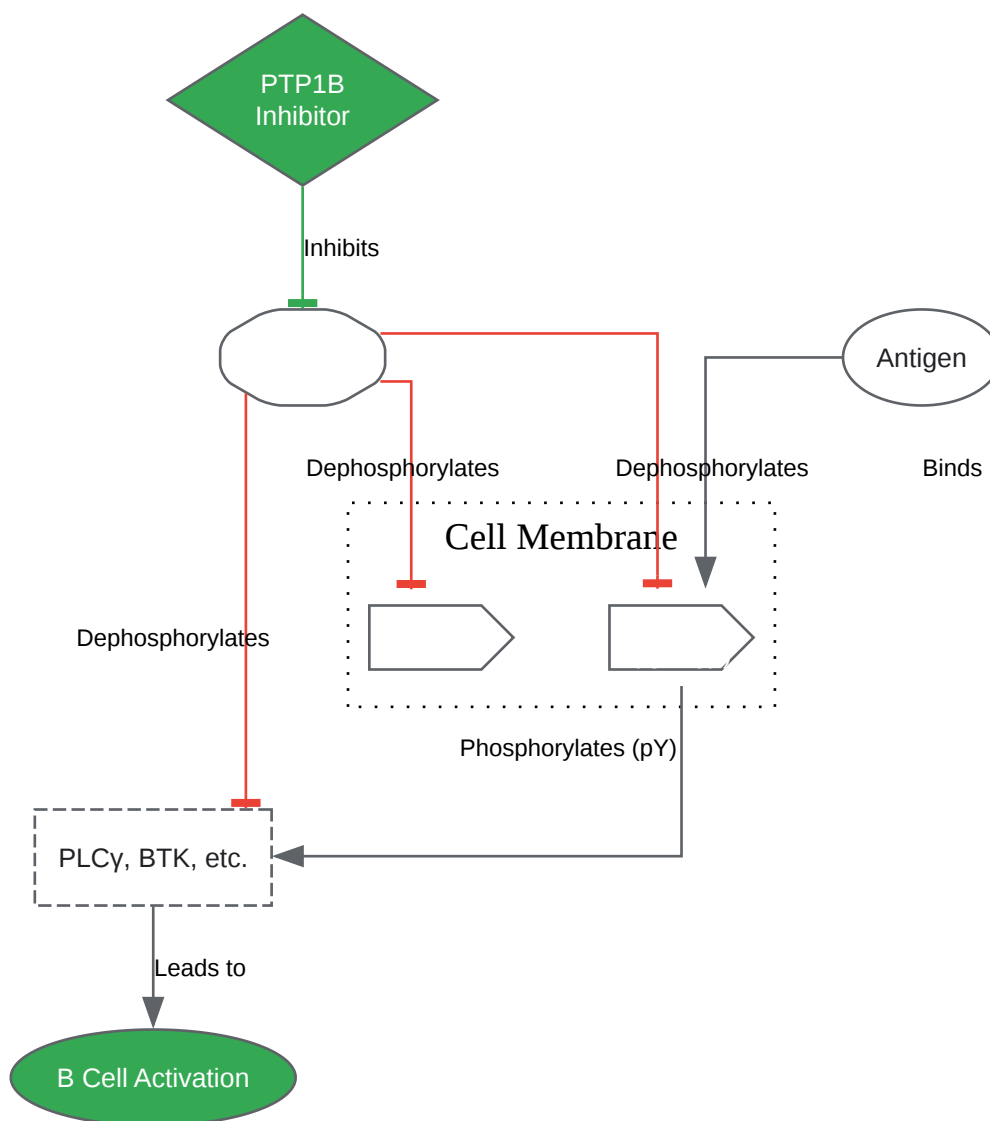 PTP1B
Inhibitor
Inhibits
Antigen
Dephosphorylates
Dephosphorylates
Binds
Cell Membrane
Dephosphorylates
Phosphorylates (pY)
PLCγ, BTK, etc.
Leads to
B Cell Activation